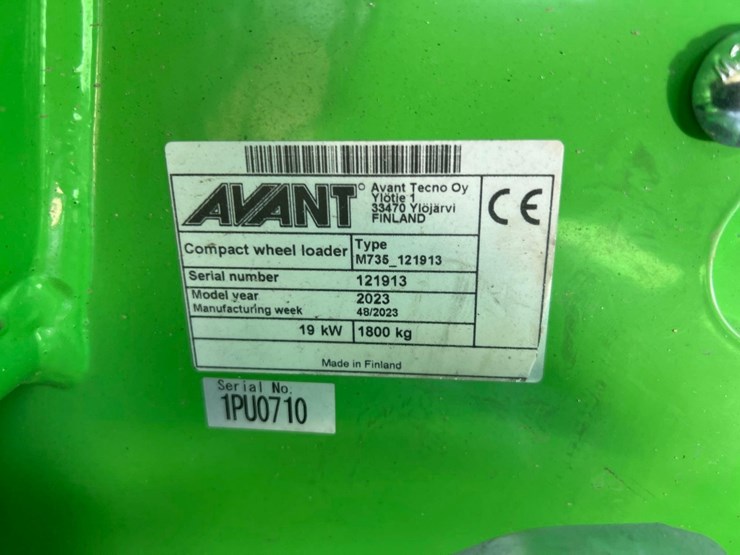 AVANT
© Avant Tecno Oy
Ylötie 1
33470 Ylöjärvi
FINLAND
CE
Compact wheel loader
Type
M735_121913
Serial number 121913
Model year 2023
Manufacturing week 48/2023
19 kW 1800 kg
Made in Finland
Serial No.
1PU0710